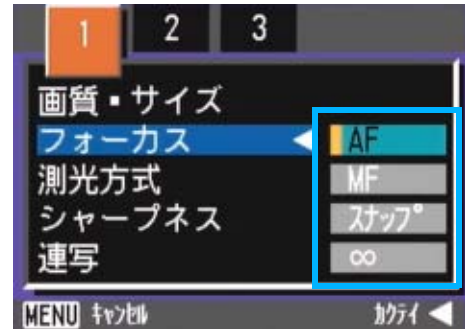 1 2 3
画質・サイズ
フォーカス ◀ AF
測光方式 MF
シャープネス スナップ
連写 ∞
MENU キャンセル カクテイ ◀